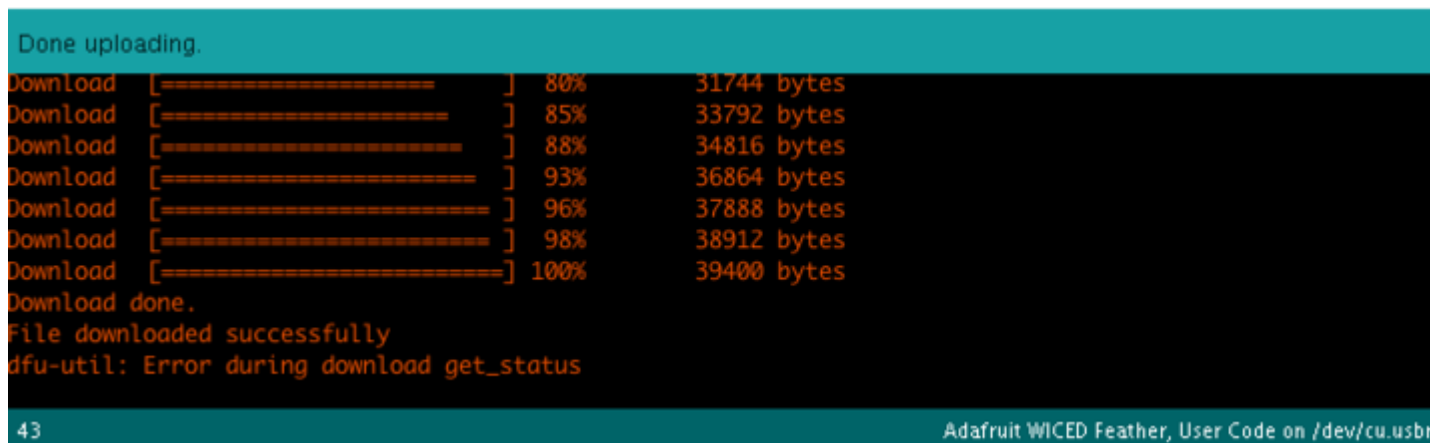 Done uploading.
Download [==================== ] 80% 31744 bytes
Download [===================== ] 85% 33792 bytes
Download [====================== ] 88% 34816 bytes
Download [======================= ] 93% 36864 bytes
Download [======================== ] 96% 37888 bytes
Download [======================== ] 98% 38912 bytes
Download [=========================] 100% 39400 bytes
Download done.
File downloaded successfully
dfu-util: Error during download get_status
43 Adafruit WICED Feather, User Code on /dev/cu.usb